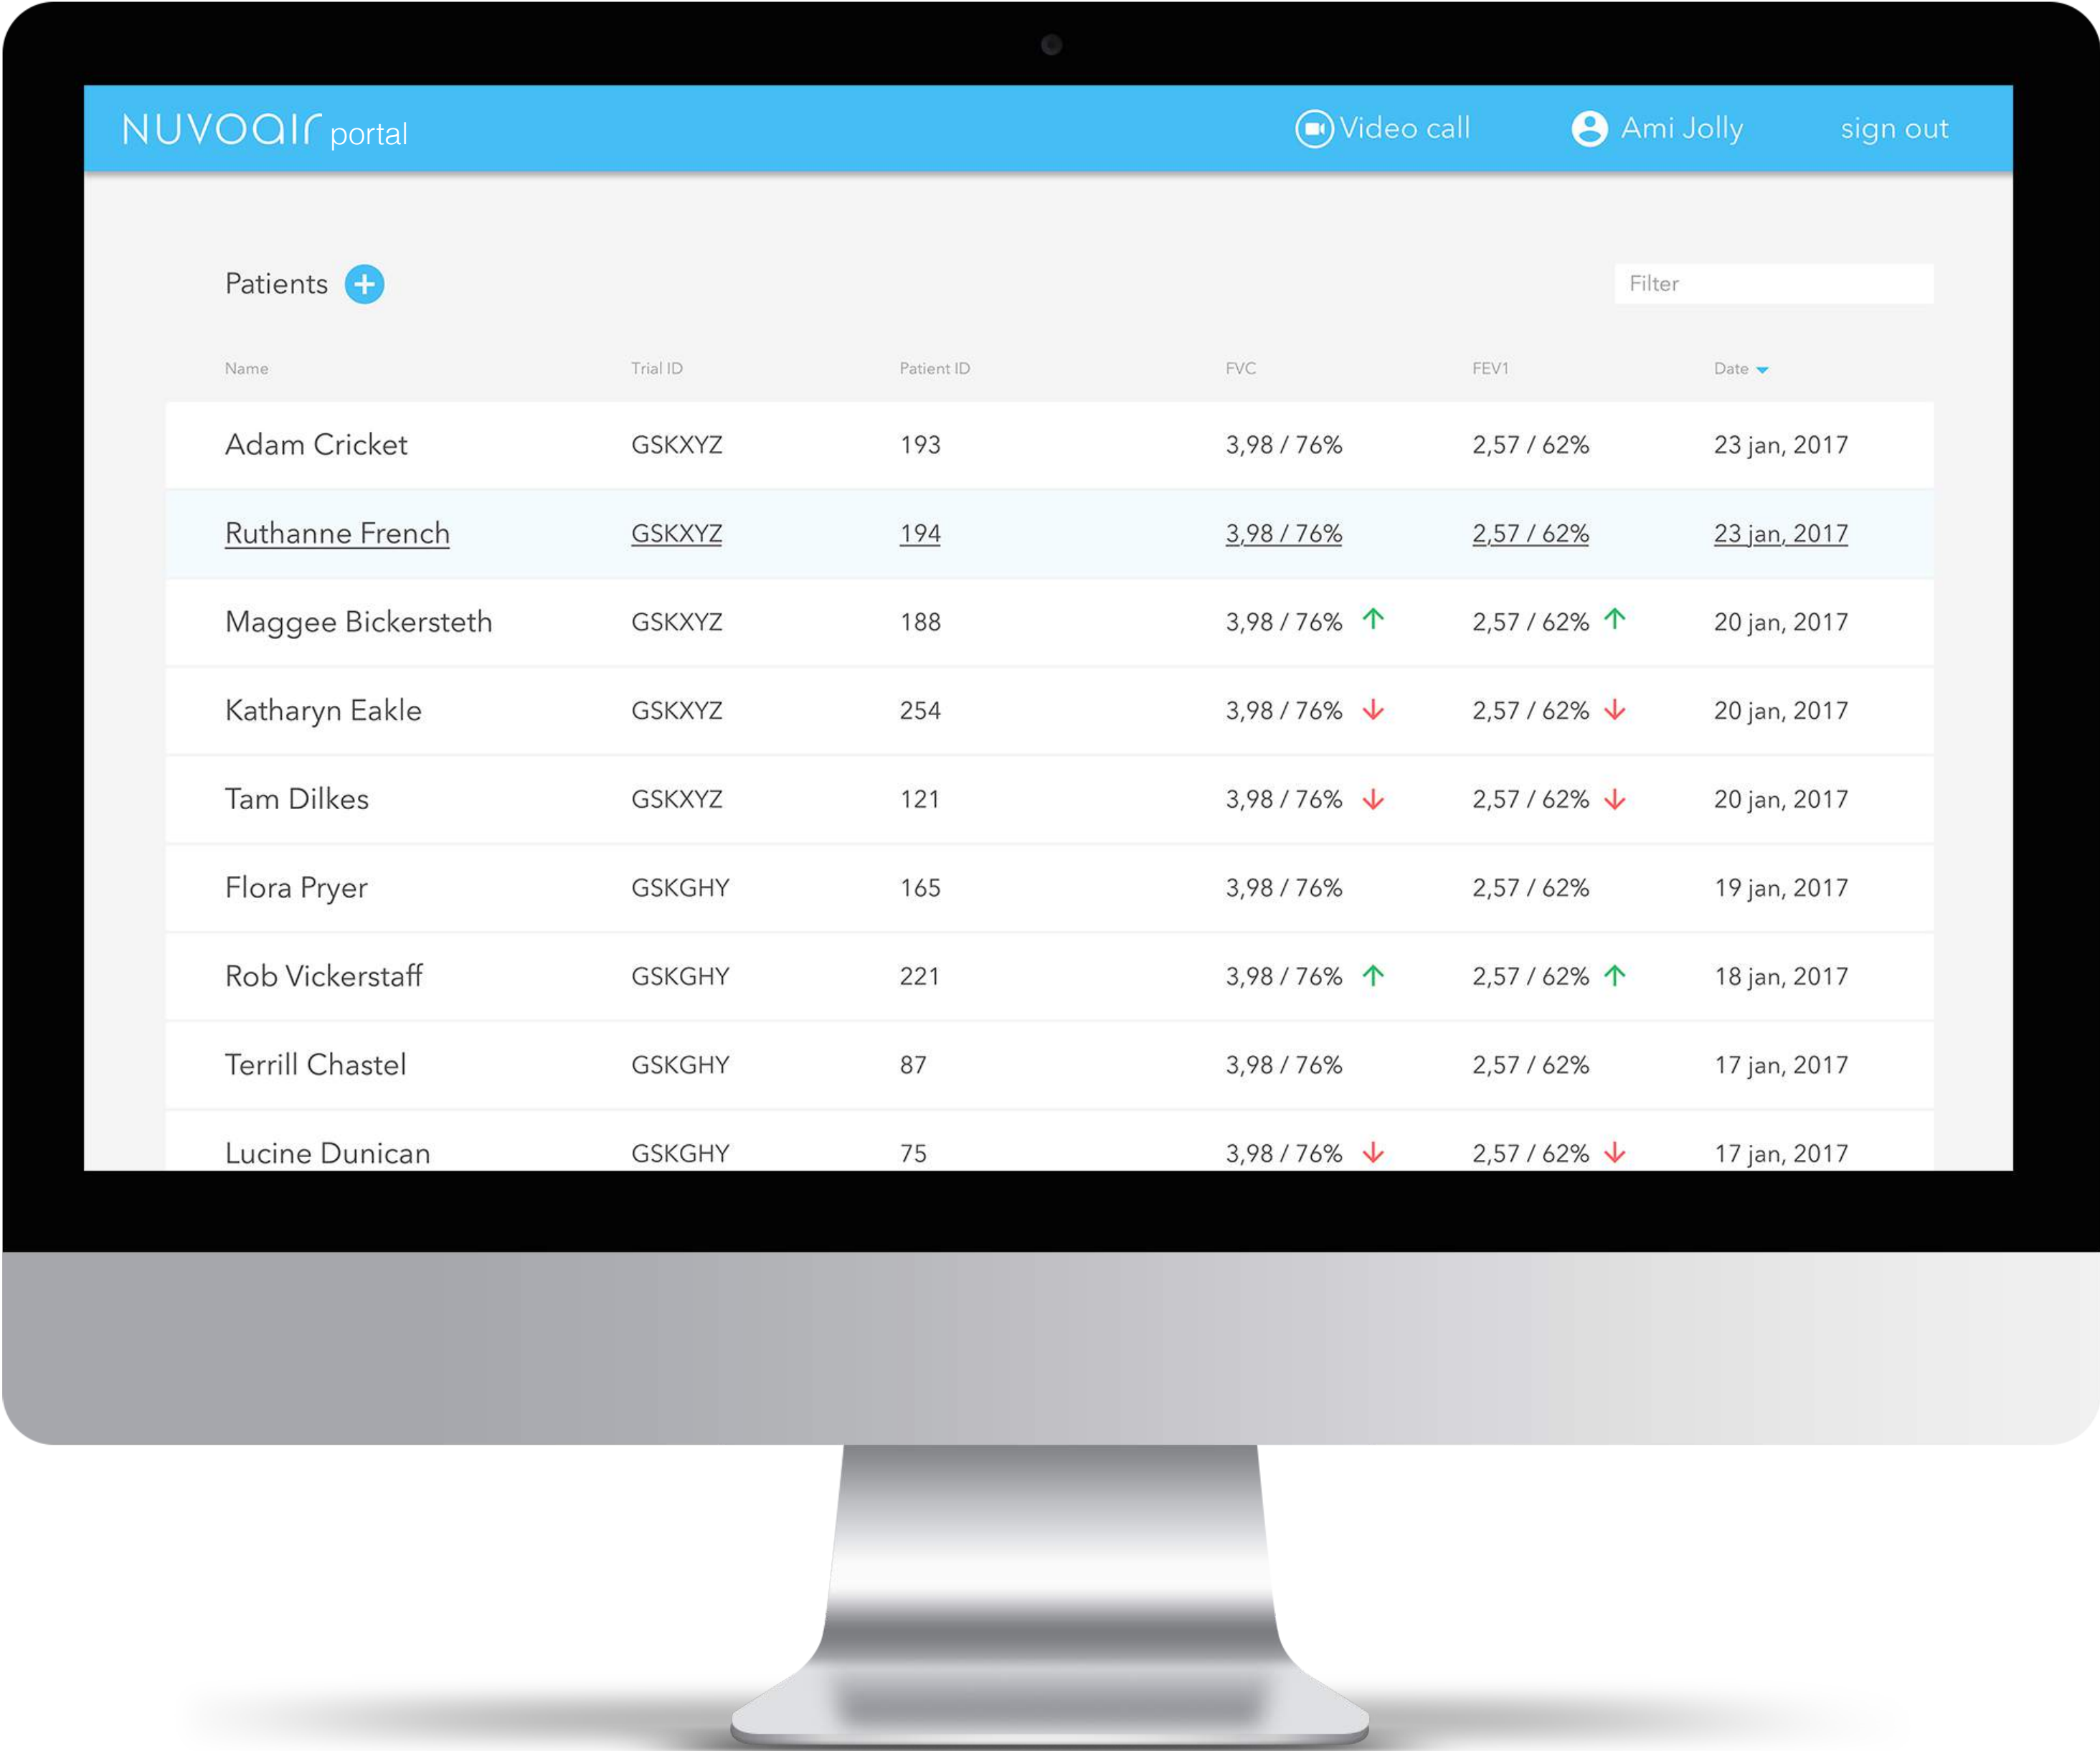 NUVOAIR portal Video call Ami Jolly sign out
Patients Filter
Name Trial ID Patient ID FVC FEV1 Date
Adam Cricket GSKXYZ 193 3,98 / 76% 2,57 / 62% 23 jan, 2017
Ruthanne French GSKXYZ 194 3,98 / 76% 2,57 / 62% 23 jan, 2017
Maggee Bickersteth GSKXYZ 188 3,98 / 76% ↑ 2,57 / 62% ↑ 20 jan, 2017
Katharyn Eakle GSKXYZ 254 3,98 / 76% ↓ 2,57 / 62% ↓ 20 jan, 2017
Tam Dilkes GSKXYZ 121 3,98 / 76% ↓ 2,57 / 62% ↓ 20 jan, 2017
Flora Pryer GSKGHY 165 3,98 / 76% 2,57 / 62% 19 jan, 2017
Rob Vickerstaff GSKGHY 221 3,98 / 76% ↑ 2,57 / 62% ↑ 18 jan, 2017
Terrill Chastel GSKGHY 87 3,98 / 76% 2,57 / 62% 17 jan, 2017
Lucine Dunican GSKGHY 75 3,98 / 76% ↓ 2,57 / 62% ↓ 17 jan, 2017